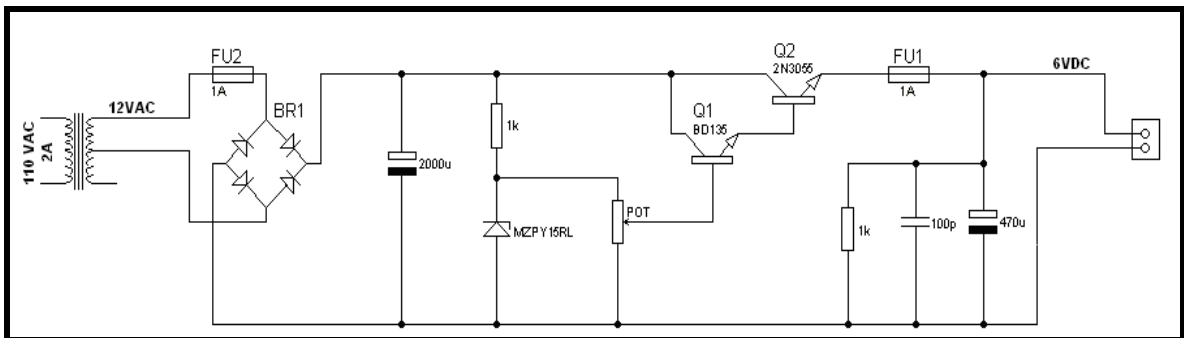 110 VAC
2A
12VAC
FU2
1A
BR1
2000u
1k
MZPY15RL
POT
Q1
BD135
Q2
2N3055
FU1
1A
1k
100p
470u
6VDC